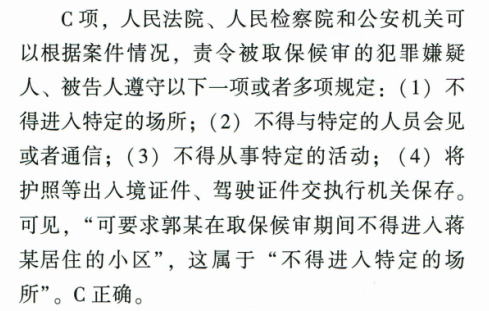 C项，人民法院、人民检察院和公安机关可
以根据案件情况，责令被取保候审的犯罪嫌疑
人、被告人遵守以下一项或者多项规定：（1）不
得进入特定的场所；（2）不得与特定的人员会见
或者通信；（3）不得从事特定的活动；（4）将
护照等出入境证件、驾驶证件交执行机关保存。
可见，“可要求郭某在取保候审期间不得进入蒋
某居住的小区”，这属于“不得进入特定的场
所”。C正确。